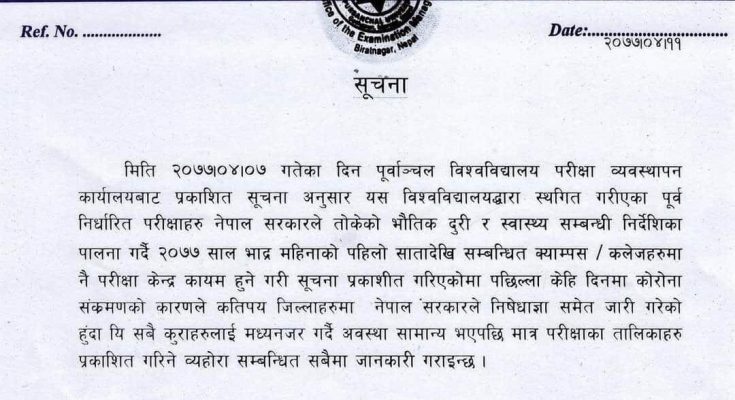 Office of the Examination Management
Biratnagar, Nepal
Ref. No. ....................
Date:..................................
२०७७।०४।११
सूचना
मिति २०७७।०४।०७ गतेका दिन पूर्वाञ्चल विश्वविद्यालय परीक्षा व्यवस्थापन
कार्यालयबाट प्रकाशित सूचना अनुसार यस विश्वविद्यालयद्धारा स्थगित गरीएका पूर्व
निर्धारित परीक्षाहरु नेपाल सरकारले तोकेको भौतिक दुरी र स्वास्थ्य सम्बन्धी निर्देशिका
पालना गर्दै २०७७ साल भाद्र महिनाको पहिलो सातादेखि सम्बन्धित क्याम्पस / कलेजहरुमा
नै परीक्षा केन्द्र कायम हुने गरी सूचना प्रकाशीत गरिएकोमा पछिल्ला केहि दिनमा कोरोना
संक्रमणको कारणले कतिपय जिल्लाहरुमा नेपाल सरकारले निषेधाज्ञा समेत जारी गरेको
हुंदा यि सबै कुराहरुलाई मध्यनजर गर्दै अवस्था सामान्य भएपछि मात्र परीक्षाका तालिकाहरु
प्रकाशित गरिने व्यहोरा सम्बन्धित सबैमा जानकारी गराइन्छ ।